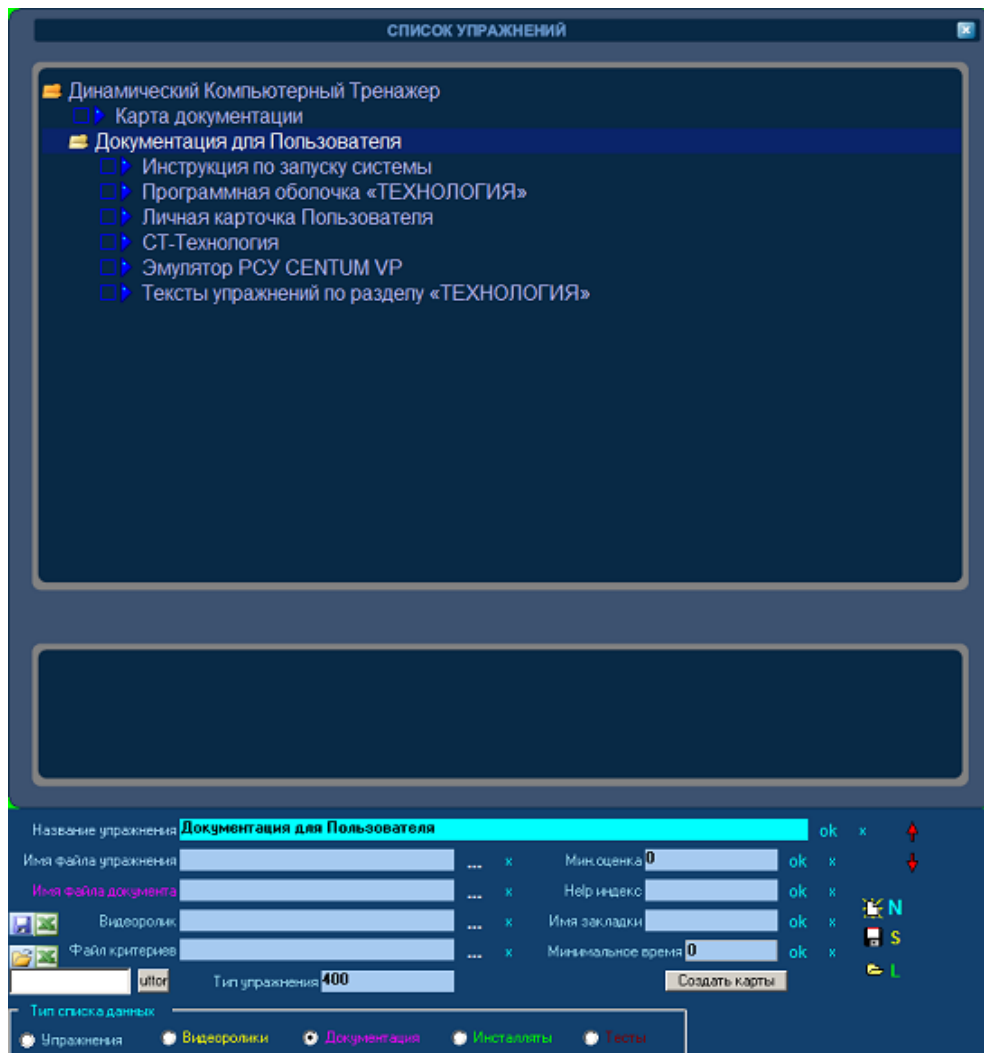 СПИСОК УПРАЖНЕНИЙ
Динамический Компьютерный Тренажер
Карта документации
Документация для Пользователя
Инструкция по запуску системы
Программная оболочка «ТЕХНОЛОГИЯ»
Личная карточка Пользователя
СТ-Технология
Эмулятор РСУ CENTUM VP
Тексты упражнений по разделу «ТЕХНОЛОГИЯ»
Название упражнения Документация для Пользователя ok x
Имя файла упражнения ... x Мин.оценка 0 ok x
Имя файла документа ... x Help индекс ok x
Видеоролик ... x Имя закладки ok x N
Файл критериев ... x Минимальное время 0 ok x S
uttor Тип упражнения 400 Создать карты L
Тип списка данных
Упражнения Видеоролики Документация Инсталляты Тесты